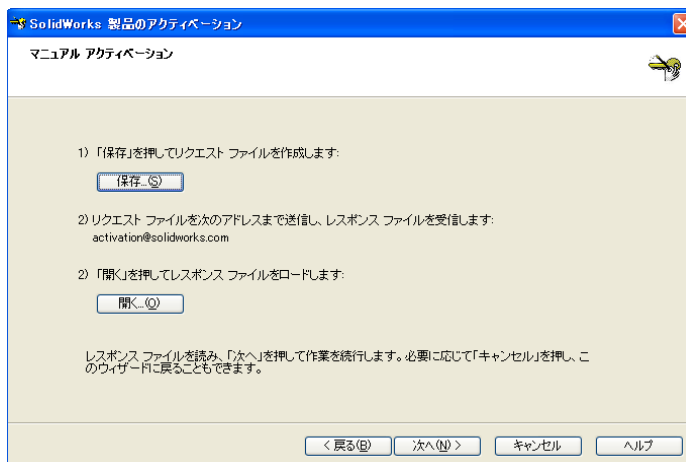 SolidWorks 製品のアクティベーション
マニュアル アクティベーション
1) 「保存」を押してリクエスト ファイルを作成します:
保存...(S)
2) リクエスト ファイルを次のアドレスまで送信し、レスポンス ファイルを受信します:
activation@solidworks.com
2) 「開く」を押してレスポンス ファイルをロードします:
開く...(O)
レスポンス ファイルを読み、「次へ」を押して作業を続行します。必要に応じて「キャンセル」を押し、こ
のウィザードに戻ることもできます。
< 戻る(B) 次へ(N) > キャンセル ヘルプ